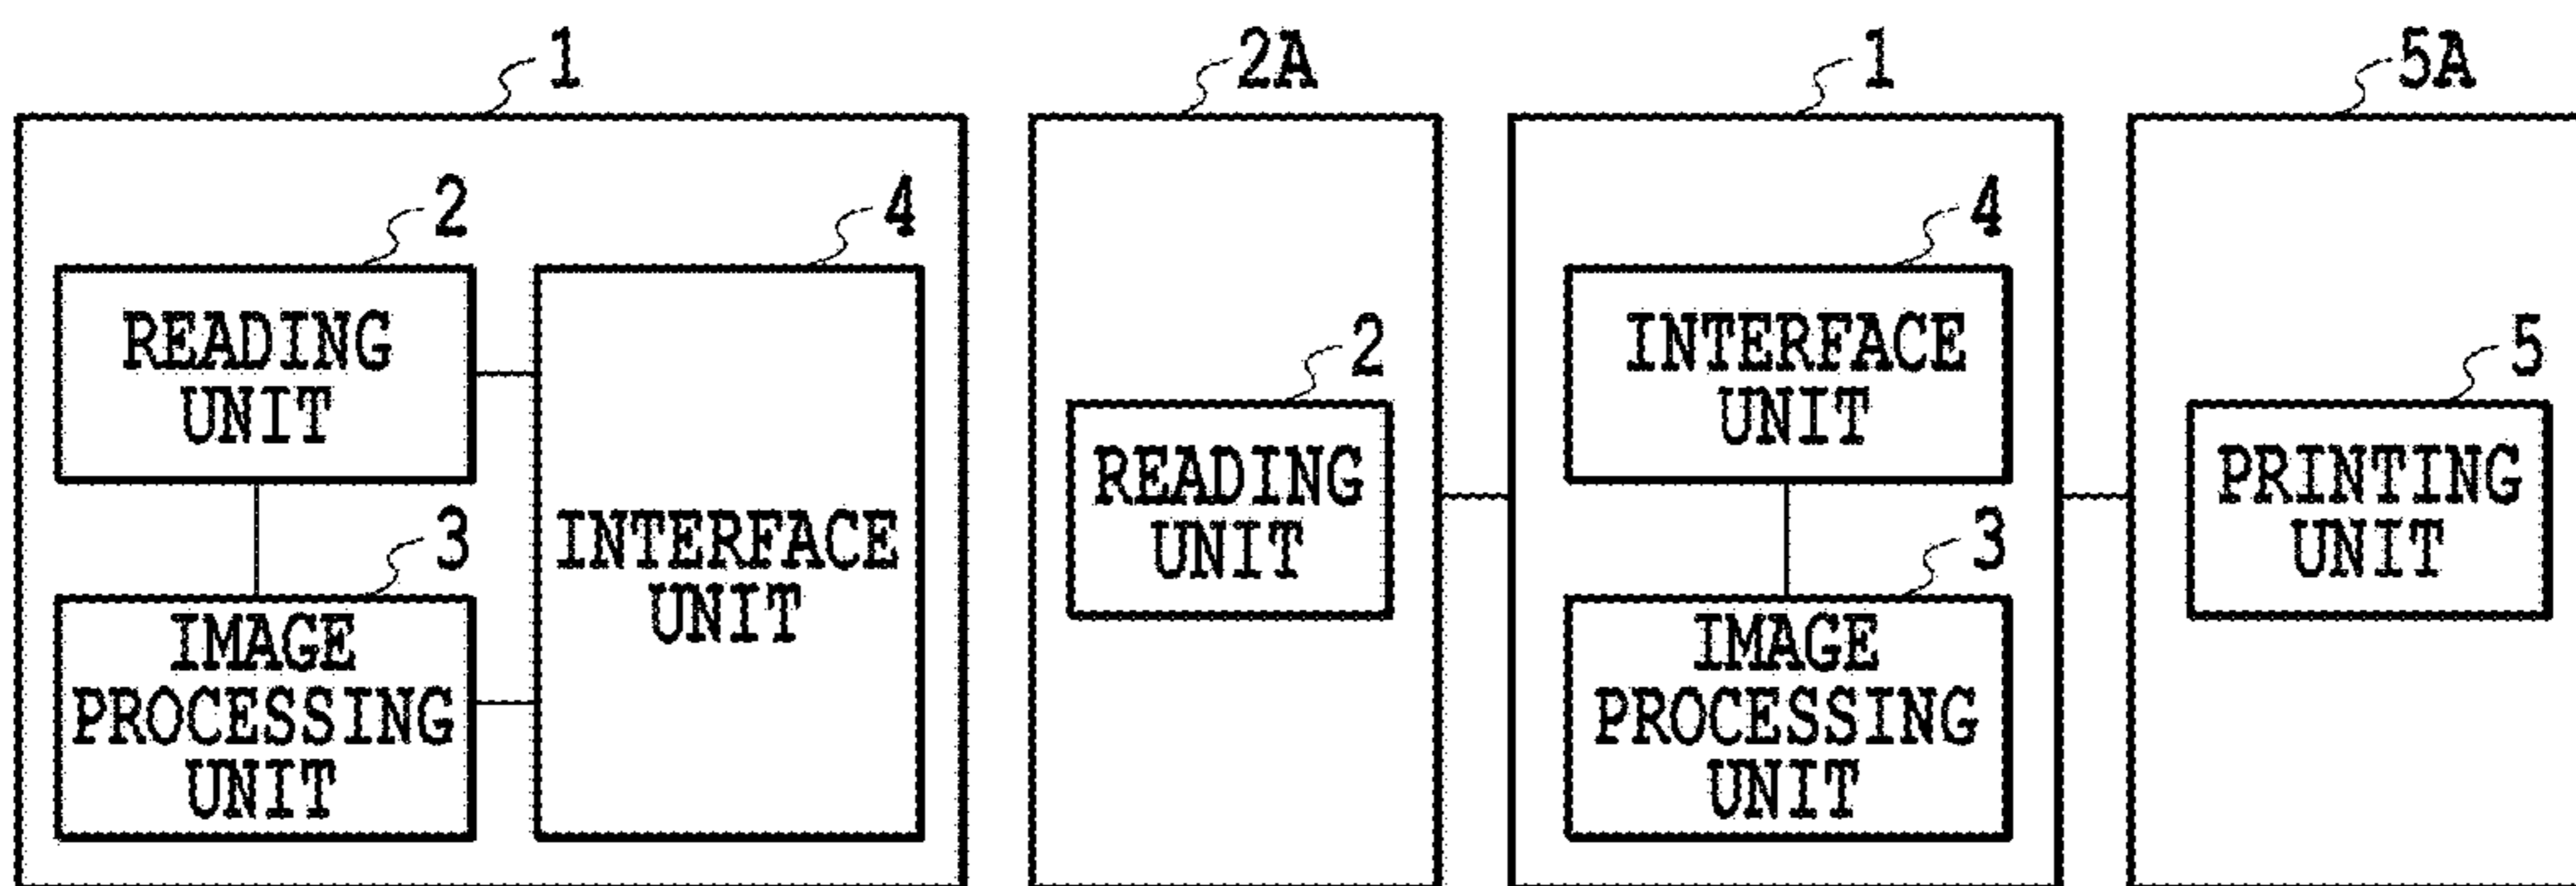 1
2
4
READING
UNIT
3
INTERFACE
UNIT
IMAGE
PROCESSING
UNIT
2A
2
READING
UNIT
1
4
INTERFACE
UNIT
3
IMAGE
PROCESSING
UNIT
5A
5
PRINTING
UNIT